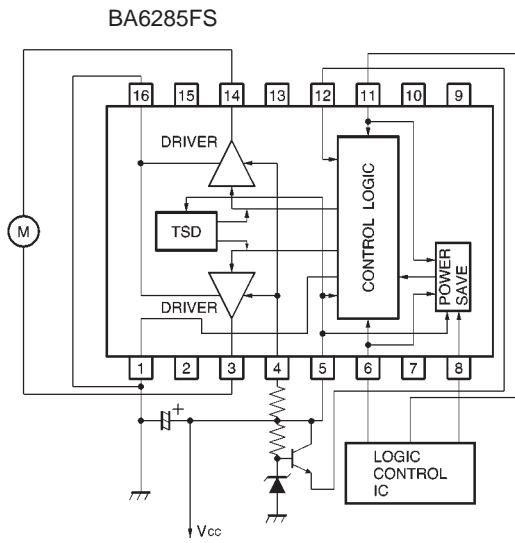 BA6285FS
16 15 14 13 12 11 10 9
DRIVER
TSD
CONTROL LOGIC
M
POWER
SAVE
DRIVER
1 2 3 4 5 6 7 8
+
LOGIC
CONTROL
IC
Vcc